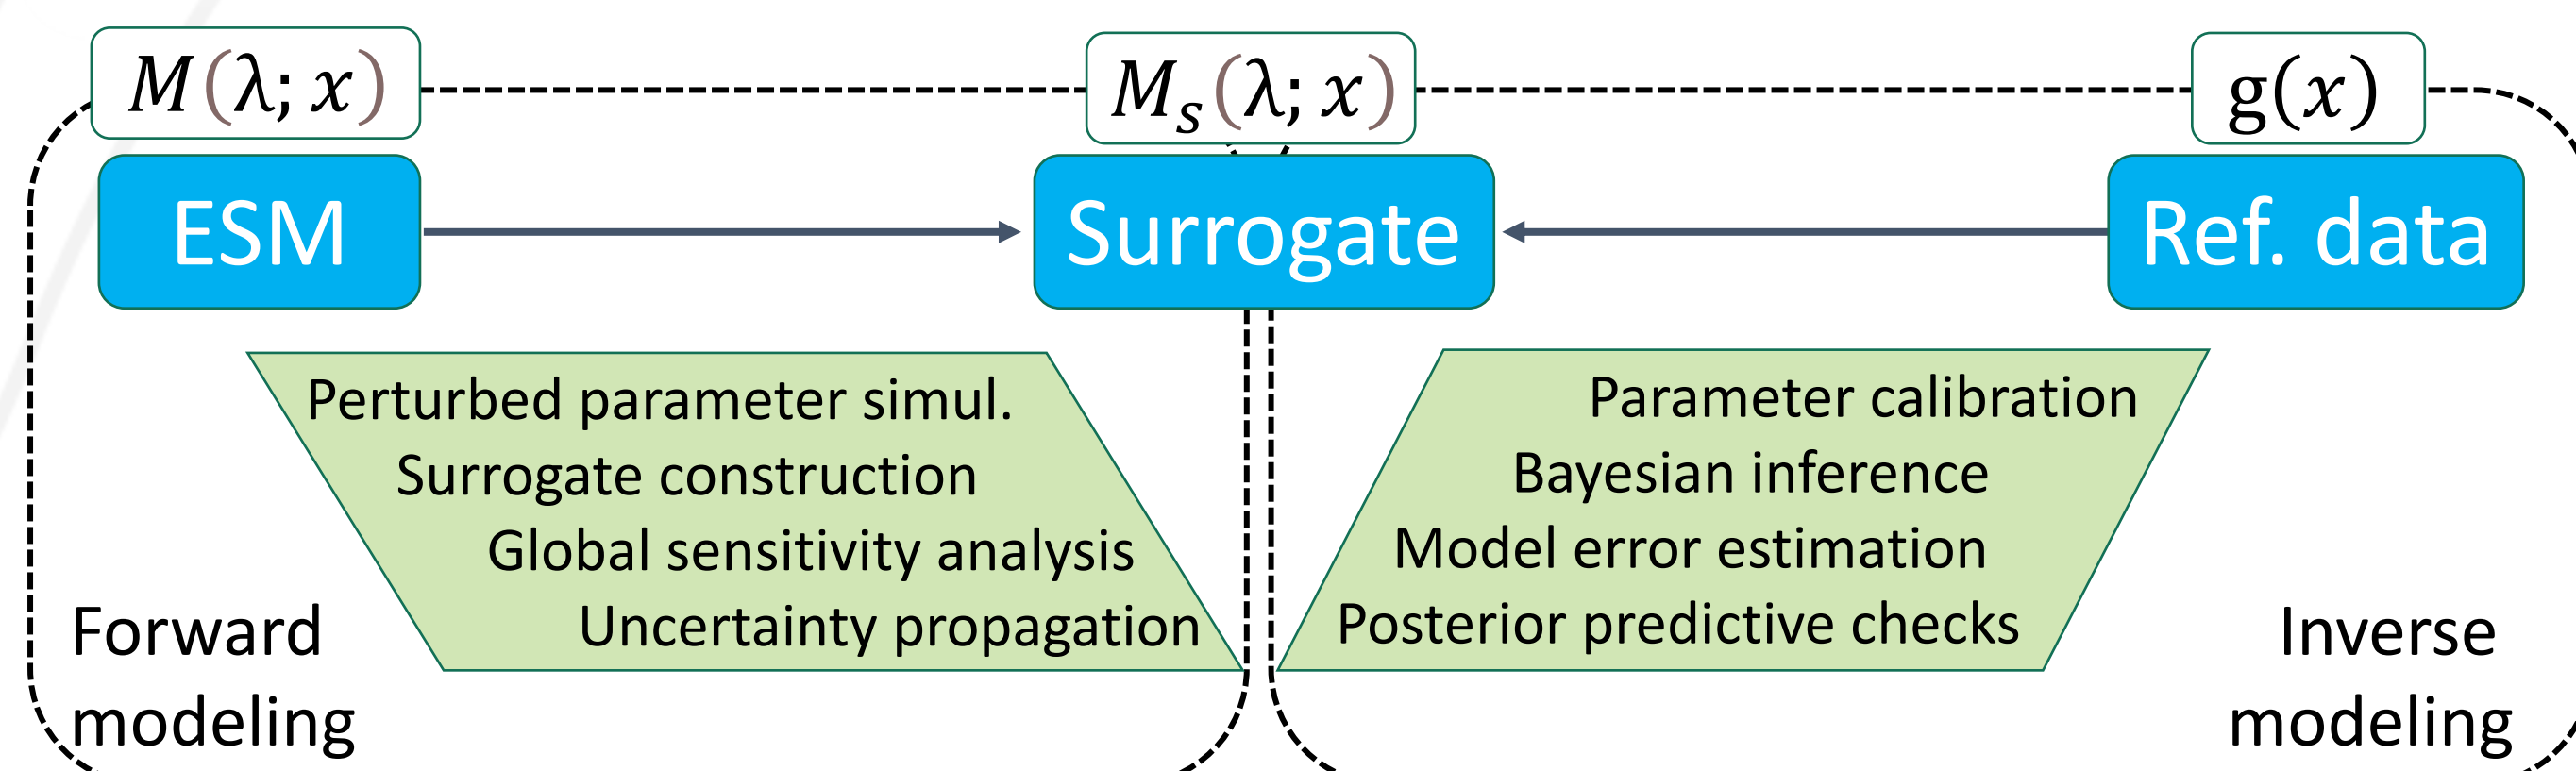 M(λ; x)
Mₛ(λ; x)
g(x)
ESM
Surrogate
Ref. data
Perturbed parameter simul.
Surrogate construction
Global sensitivity analysis
Uncertainty propagation
Parameter calibration
Bayesian inference
Model error estimation
Posterior predictive checks
Forward
modeling
Inverse
modeling